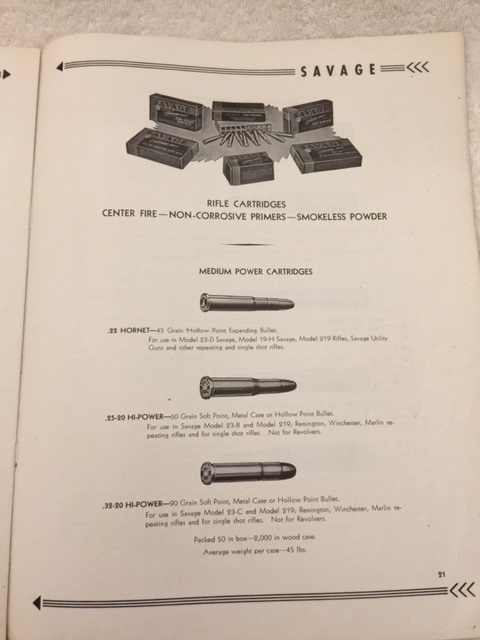 SAVAGE
RIFLE CARTRIDGES
CENTER FIRE—NON-CORROSIVE PRIMERS—SMOKELESS POWDER
MEDIUM POWER CARTRIDGES
.22 HORNET—45 Grain Hollow Point Expanding Bullet.
For use in Model 23-D Savage, Model 19-H Savage, Model 219 Rifles, Savage Utility
Guns and other repeating and single shot rifles.
.25-20 HI-POWER—60 Grain Soft Point, Metal Case or Hollow Point Bullet.
For use in Savage Model 23-B and Model 219; Remington, Winchester, Marlin re-
peating rifles and for single shot rifles. Not for Revolvers.
.32-20 HI-POWER—90 Grain Soft Point, Metal Case or Hollow Point Bullet.
For use in Savage Model 23-C and Model 219; Remington, Winchester, Marlin re-
peating rifles and for single shot rifles. Not for Revolvers.
Packed 50 in box—2,000 in wood case.
Average weight per case—45 lbs.
21